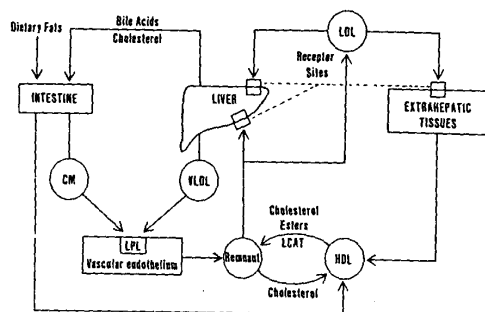 Dietary Fats
Bile Acids
Cholesterol
LDL
Receptor
Sites
INTESTINE
LIVER
EXTRAHEPATIC
TISSUES
CM
VLDL
LPL
Vascular endothelium
Remnant
Cholesterol
Esters
LCAT
HDL
Cholesterol